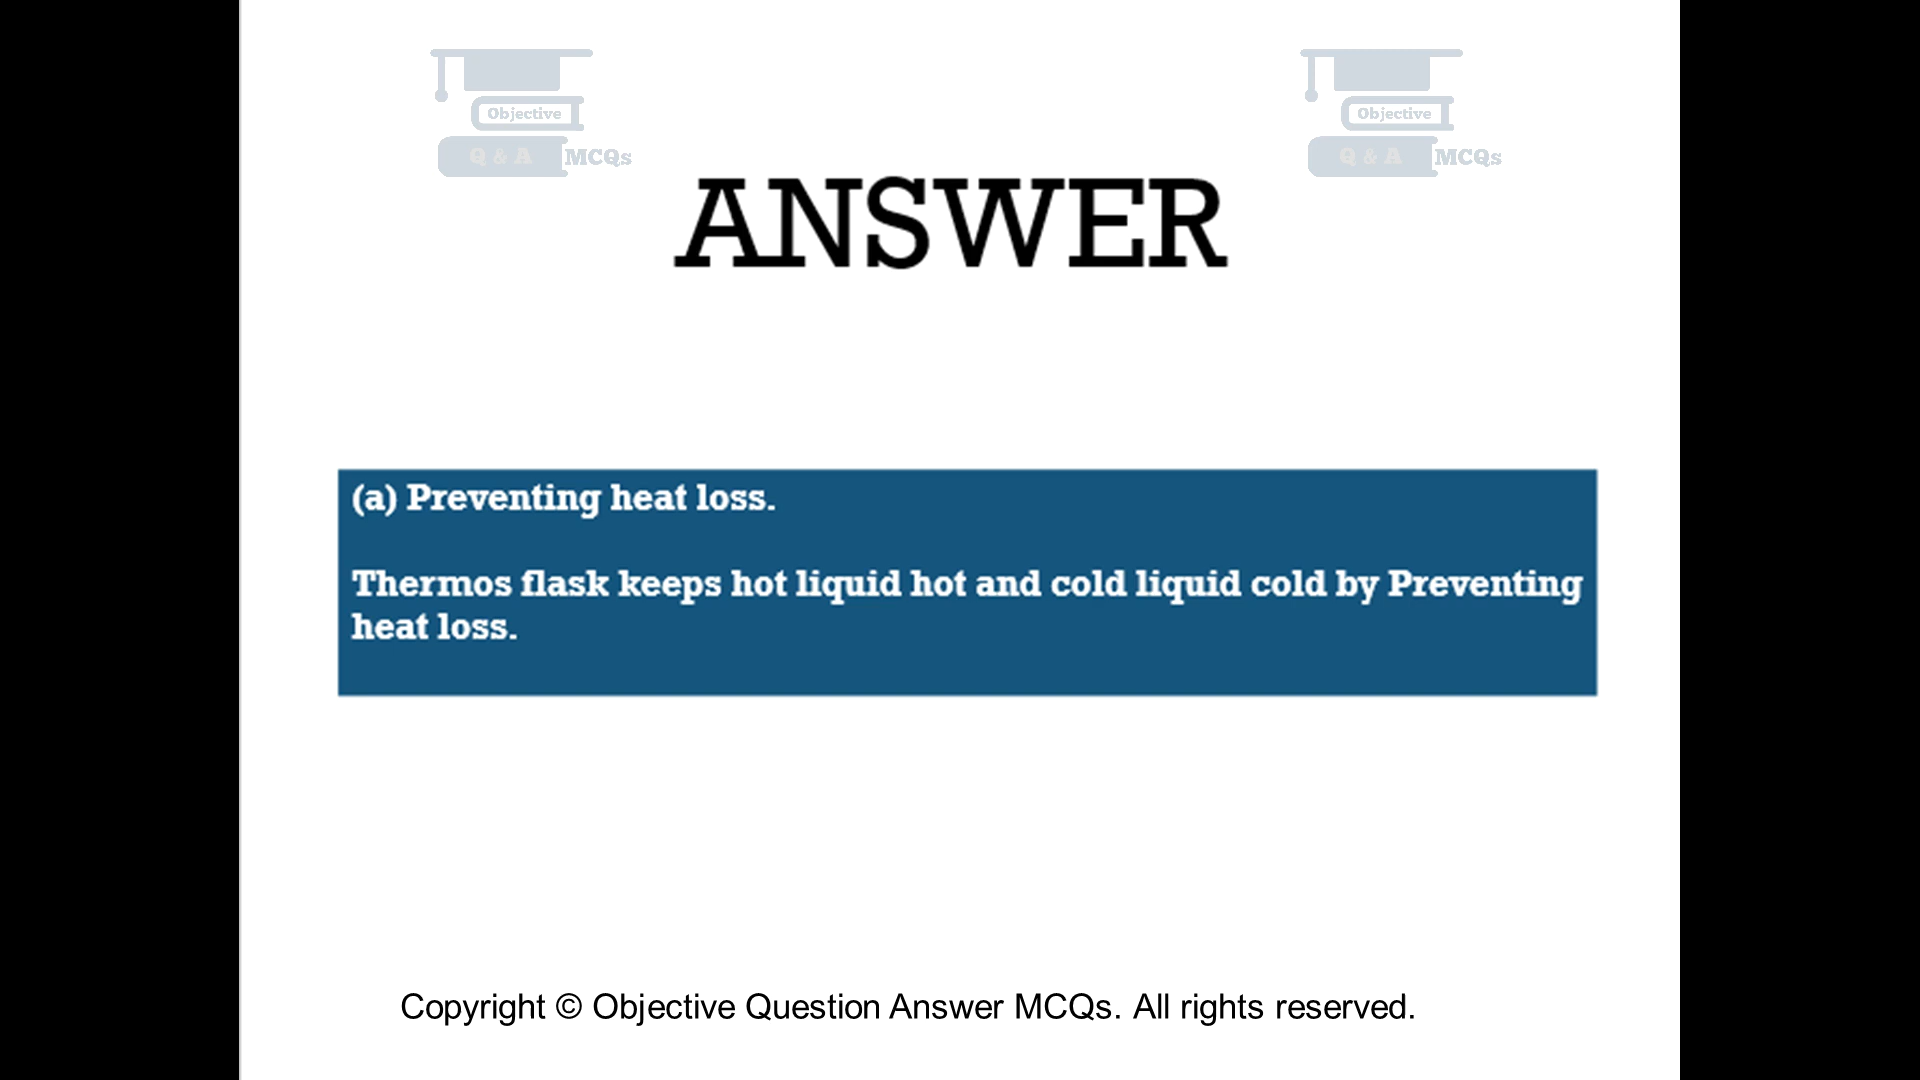 Objective
Q & A MCQs
Objective
Q & A MCQs
ANSWER
(a) Preventing heat loss.
Thermos flask keeps hot liquid hot and cold liquid cold by Preventing
heat loss.
Copyright © Objective Question Answer MCQs. All rights reserved.